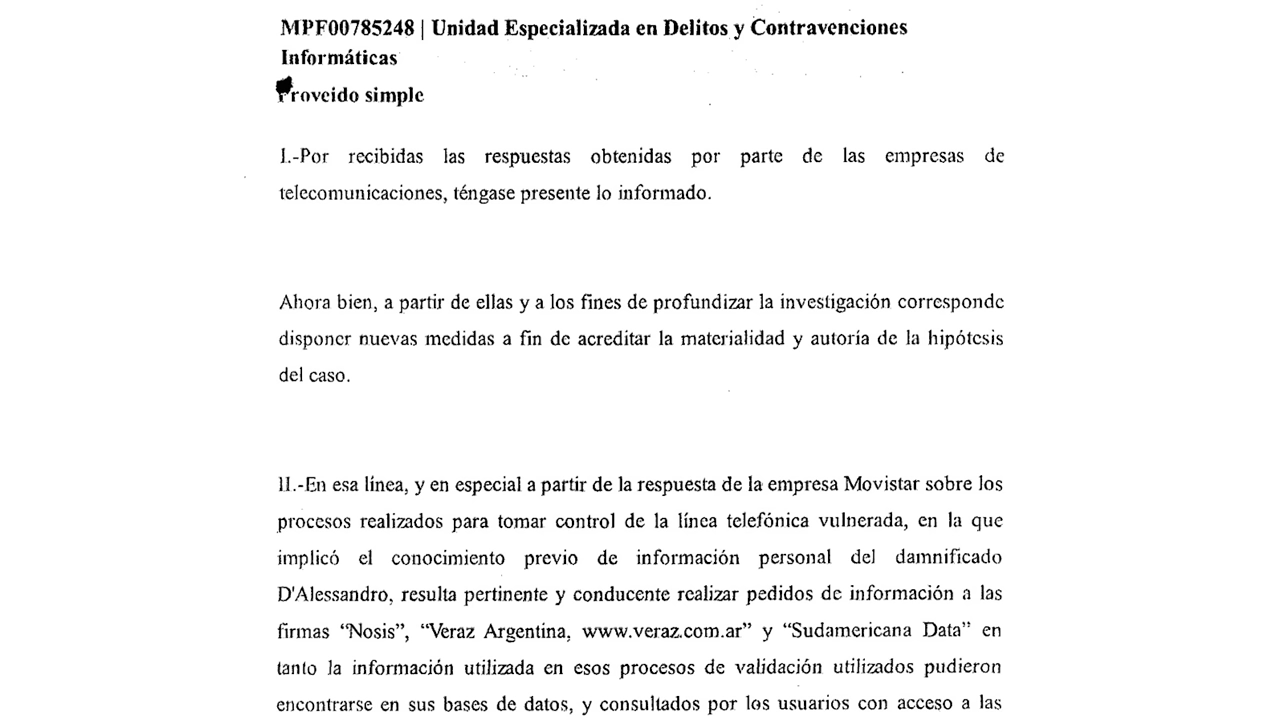 MPF00785248 | Unidad Especializada en Delitos y Contravenciones
Informáticas
Proveido simple
I.-Por recibidas las respuestas obtenidas por parte de las empresas de
telecomunicaciones, téngase presente lo informado.
Ahora bien, a partir de ellas y a los fines de profundizar la investigación corresponde
disponer nuevas medidas a fin de acreditar la materialidad y autoría de la hipótesis
del caso.
II.-En esa línea, y en especial a partir de la respuesta de la empresa Movistar sobre los
procesos realizados para tomar control de la línea telefónica vulnerada, en la que
implicó el conocimiento previo de información personal del damnificado
D'Alessandro, resulta pertinente y conducente realizar pedidos de información a las
firmas “Nosis”, “Veraz Argentina, www.veraz.com.ar” y “Sudamericana Data” en
tanto la información utilizada en esos procesos de validación utilizados pudieron
encontrarse en sus bases de datos, y consultados por los usuarios con acceso a las